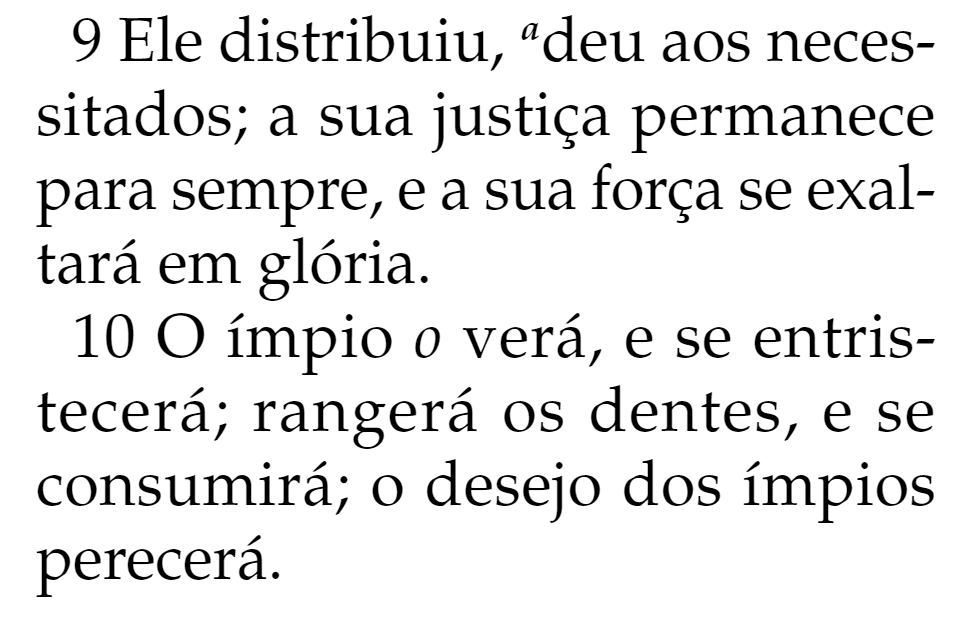 9 Ele distribuiu, ᵃdeu aos neces-
sitados; a sua justiça permanece
para sempre, e a sua força se exal-
tará em glória.
10 O ímpio o verá, e se entris-
tecerá; rangerá os dentes, e se
consumirá; o desejo dos ímpios
perecerá.